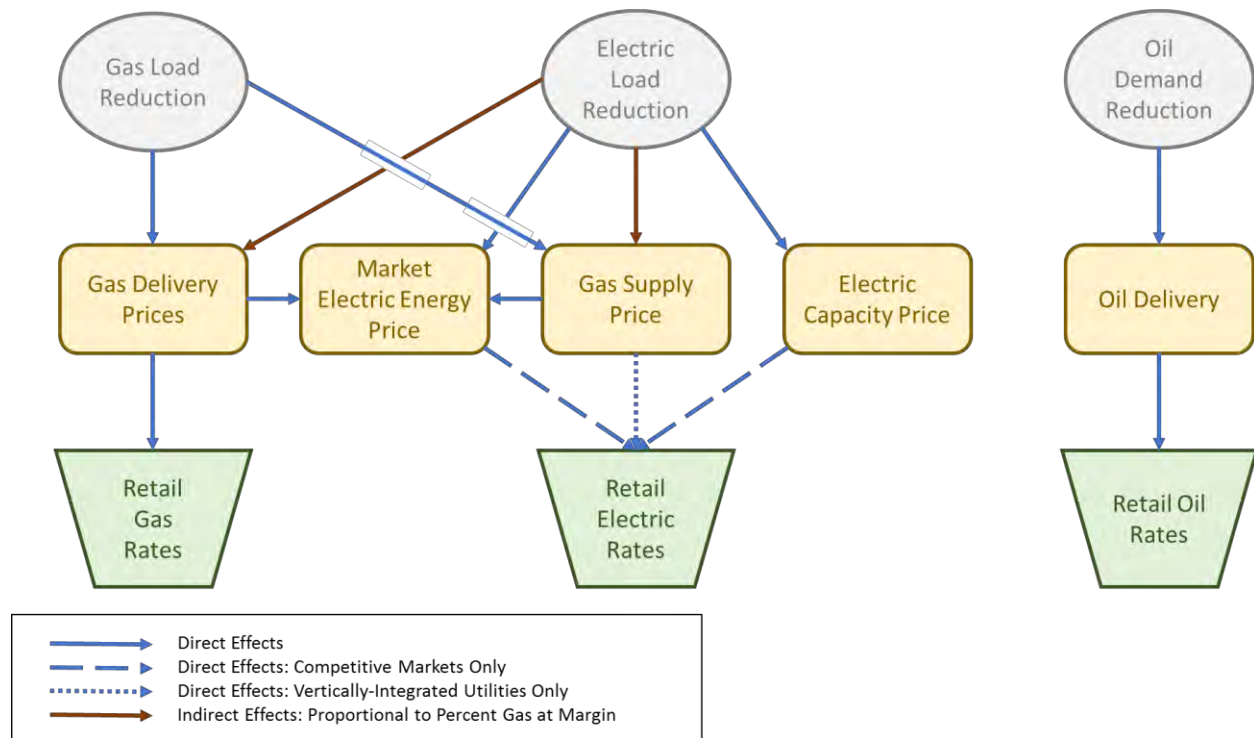 Gas Load
Reduction
Electric
Load
Reduction
Oil
Demand
Reduction
Gas Delivery
Prices
Market
Electric Energy
Price
Gas Supply
Price
Electric
Capacity Price
Oil Delivery
Retail
Gas
Rates
Retail
Electric
Rates
Retail Oil
Rates
Direct Effects
Direct Effects: Competitive Markets Only
Direct Effects: Vertically-Integrated Utilities Only
Indirect Effects: Proportional to Percent Gas at Margin